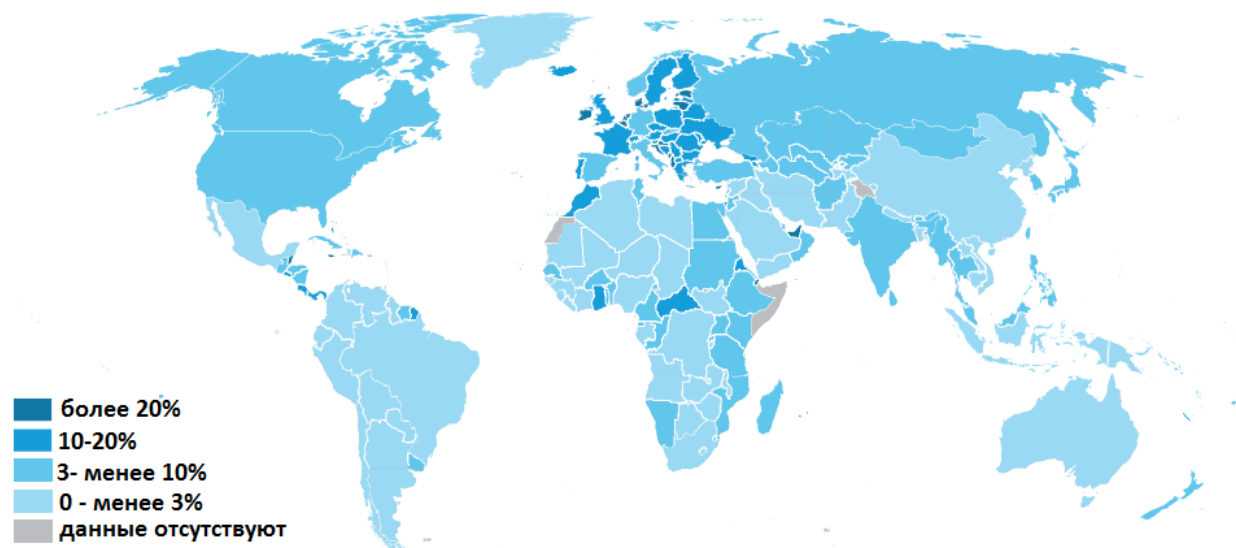 более 20%
10-20%
3- менее 10%
0 - менее 3%
данные отсутствуют